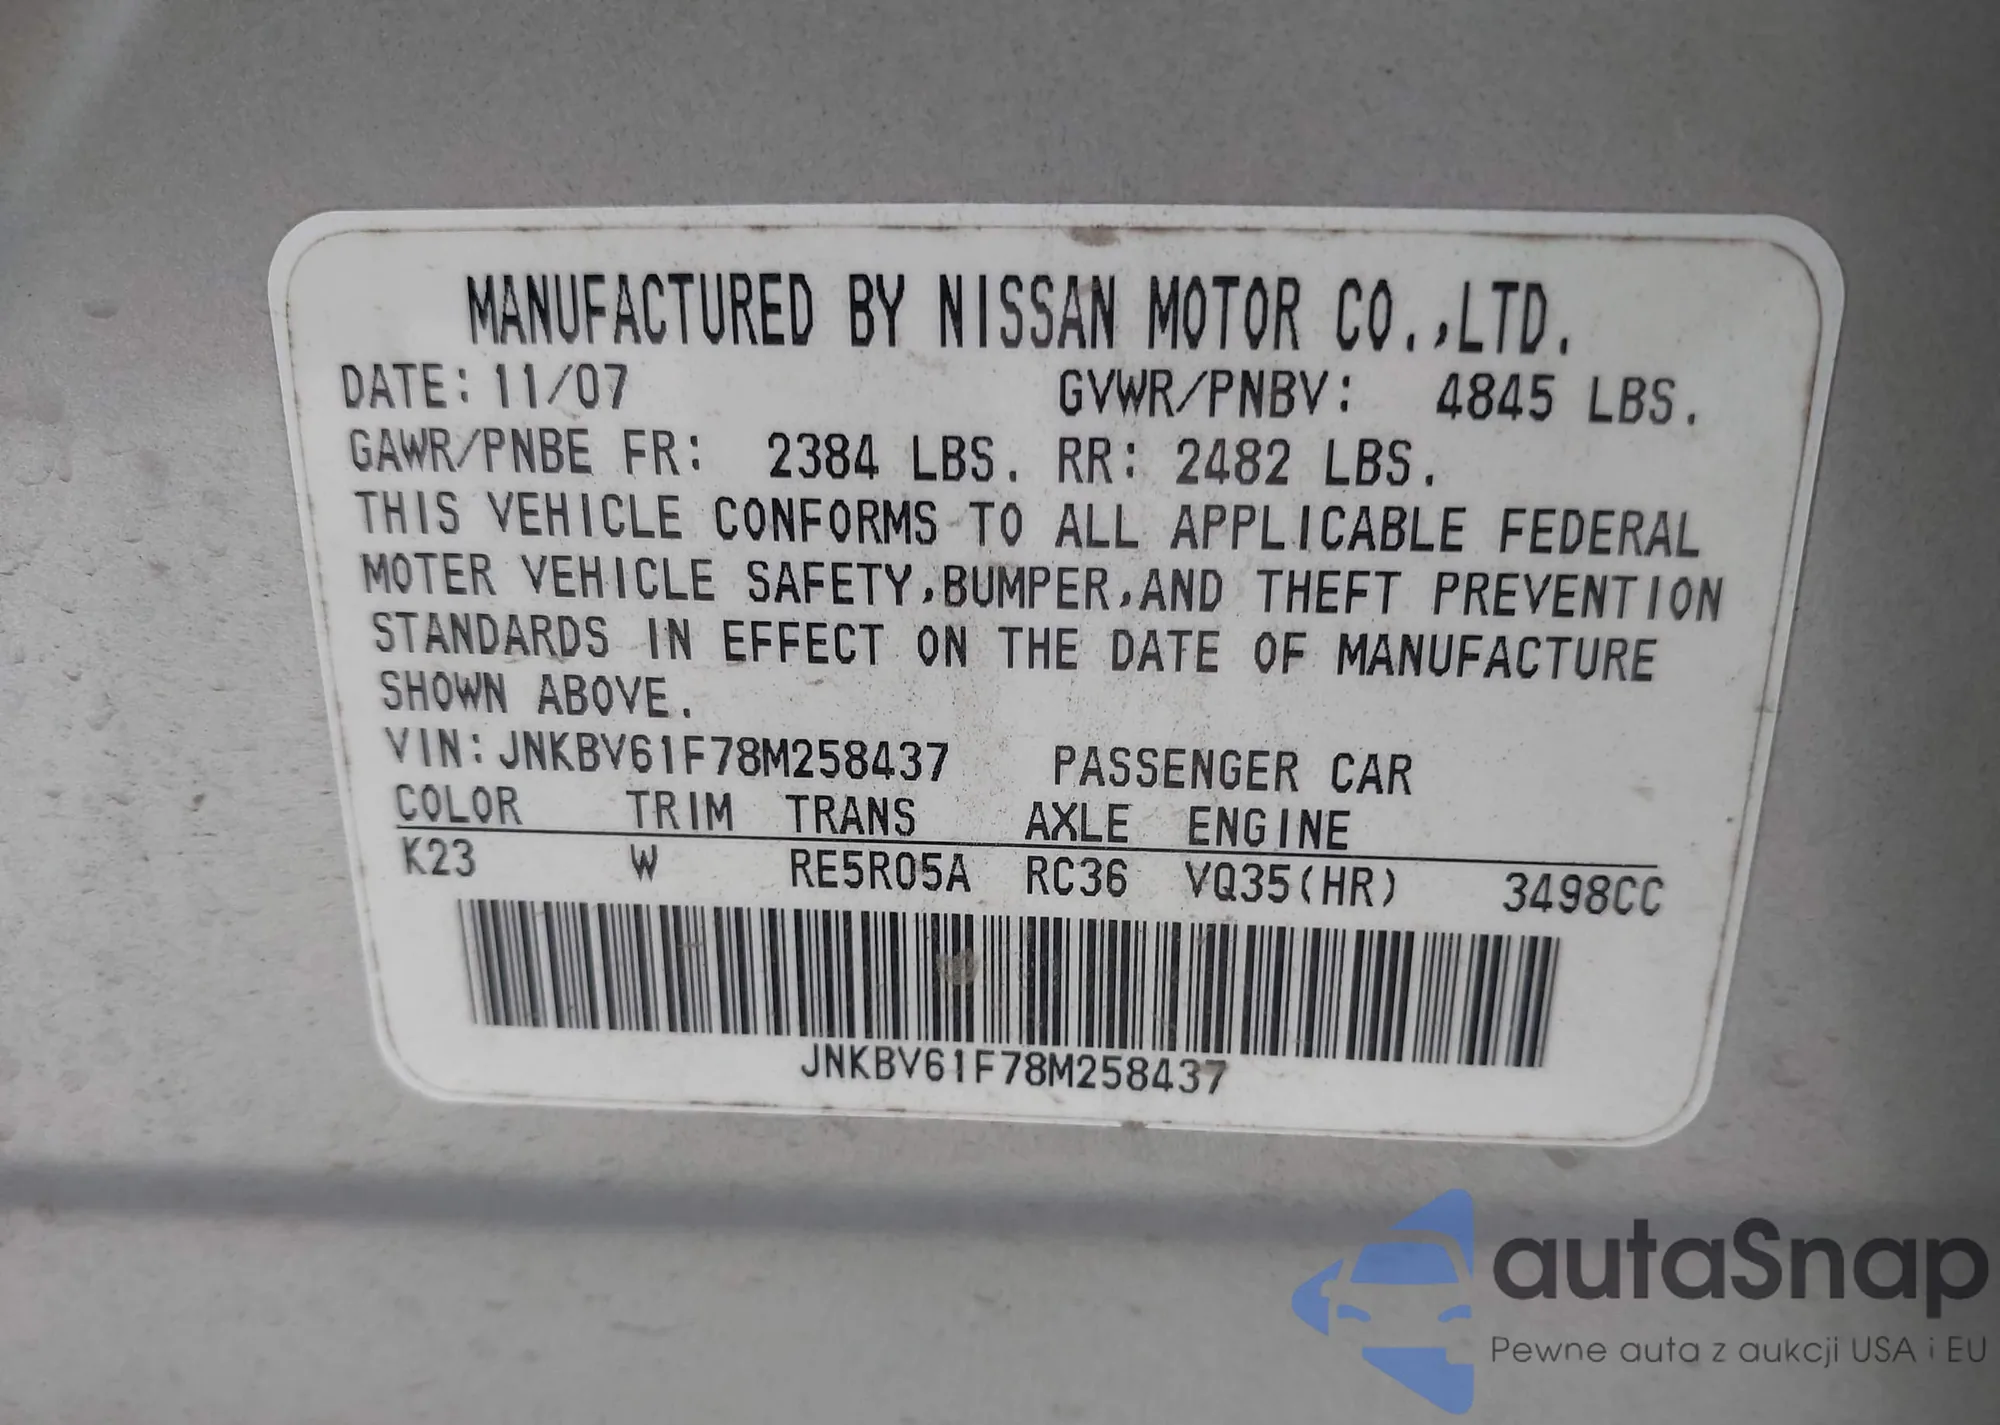 MANUFACTURED BY NISSAN MOTOR CO.,LTD.
DATE: 11/07 GVWR/PNBV: 4845 LBS.
GAWR/PNBE FR: 2384 LBS. RR: 2482 LBS.
THIS VEHICLE CONFORMS TO ALL APPLICABLE FEDERAL
MOTER VEHICLE SAFETY,BUMPER,AND THEFT PREVENTION
STANDARDS IN EFFECT ON THE DATE OF MANUFACTURE
SHOWN ABOVE.
VIN: JNKBV61F78M258437 PASSENGER CAR
COLOR TRIM TRANS AXLE ENGINE
K23 W RE5R05A RC36 VQ35(HR) 3498CC
JNKBV61F78M258437
autaSnap
Pewne auta z aukcji USA i EU